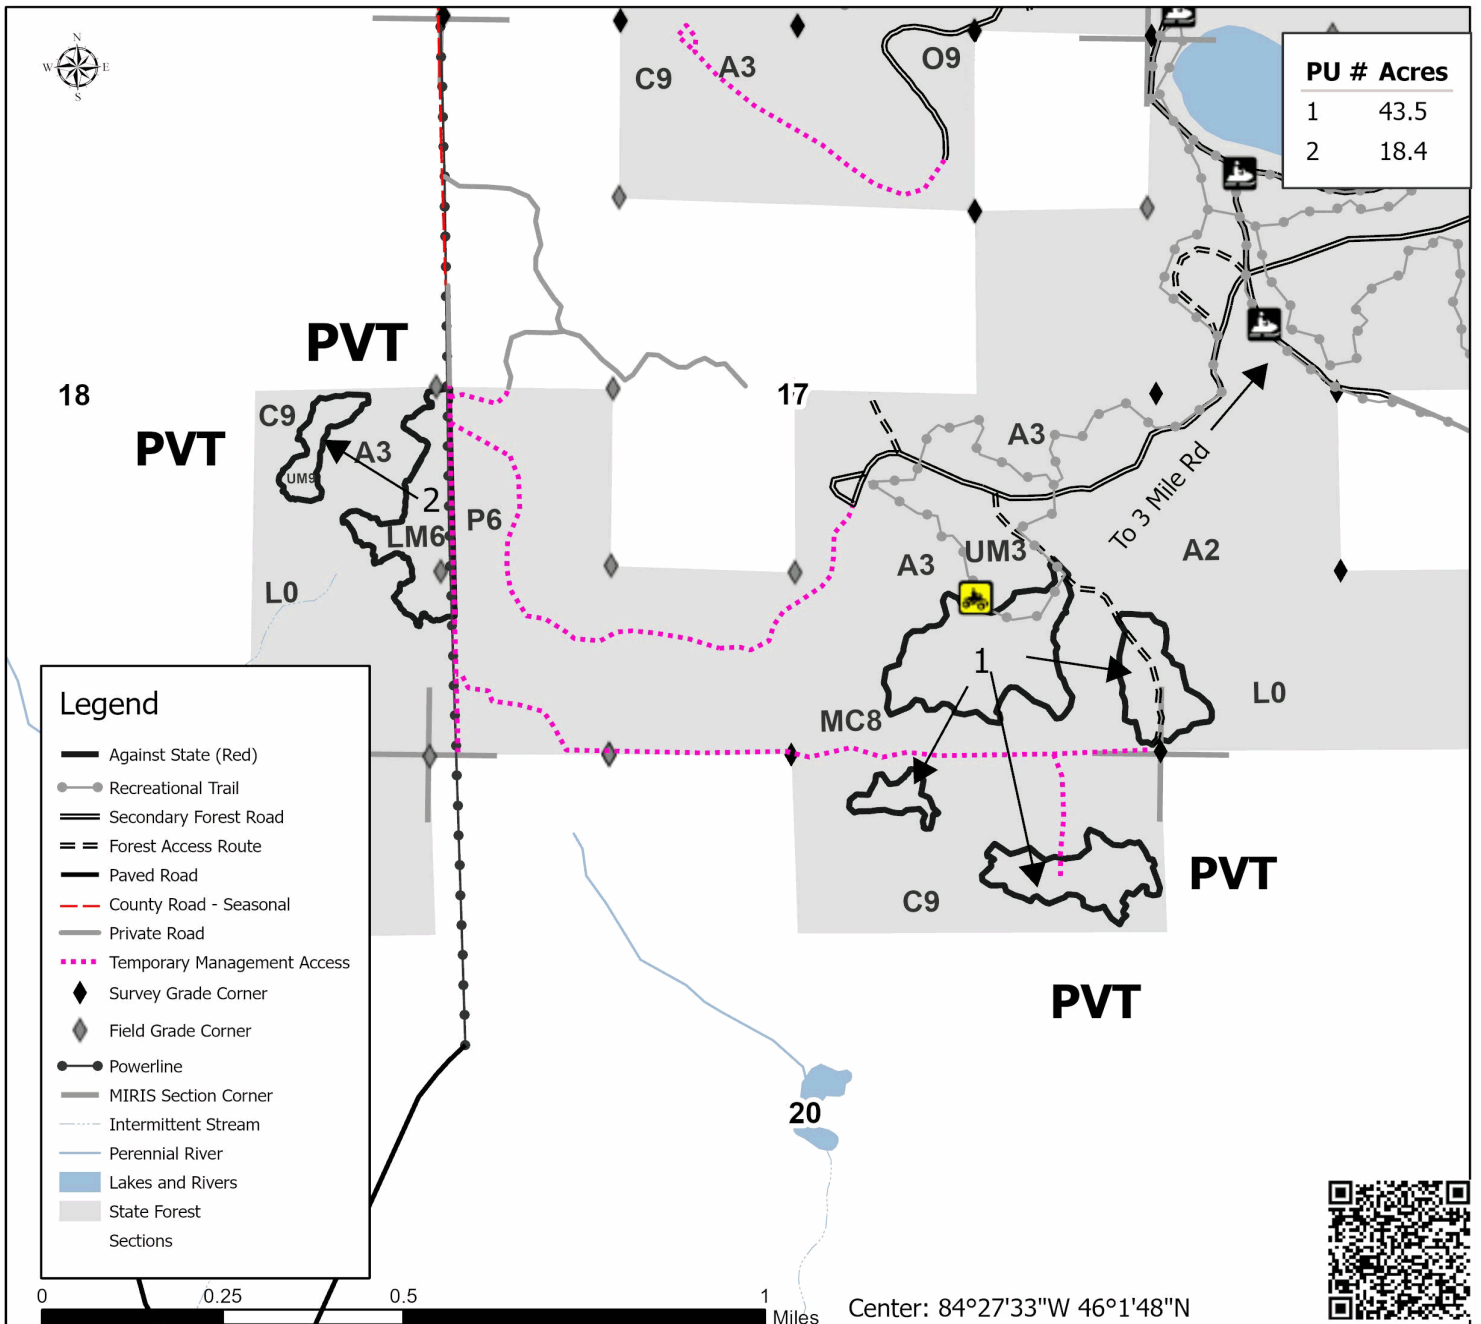 N
W E
S
C9
A3
O9
PU # Acres
1 43.5
2 18.4
PVT
18
17
C9
PVT
A3
UM9
2
P6
LM6
A3
To 3 Mile Rd
A3
UM3
A2
L0
1
L0
MC8
Legend
Against State (Red)
Recreational Trail
Secondary Forest Road
Forest Access Route
Paved Road
County Road - Seasonal
Private Road
Temporary Management Access
Survey Grade Corner
Field Grade Corner
Powerline
MIRIS Section Corner
Intermittent Stream
Perennial River
Lakes and Rivers
State Forest
Sections
PVT
C9
PVT
20
0 0.25 0.5 1
Miles
Center: 84°27'33"W 46°1'48"N